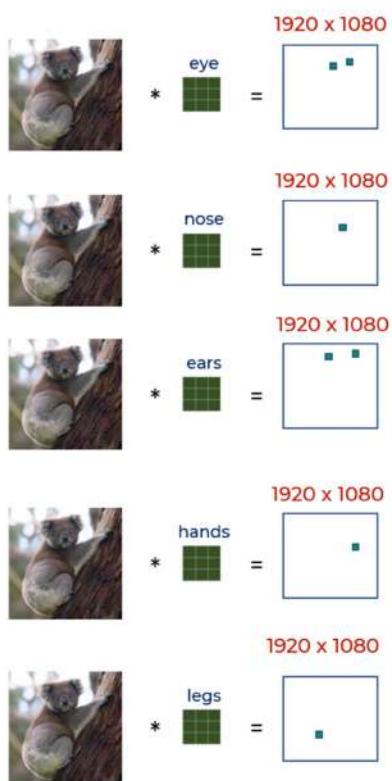 1920 x 1080
eye
* =
1920 x 1080
nose
* =
1920 x 1080
ears
* =
1920 x 1080
hands
* =
1920 x 1080
legs
* =